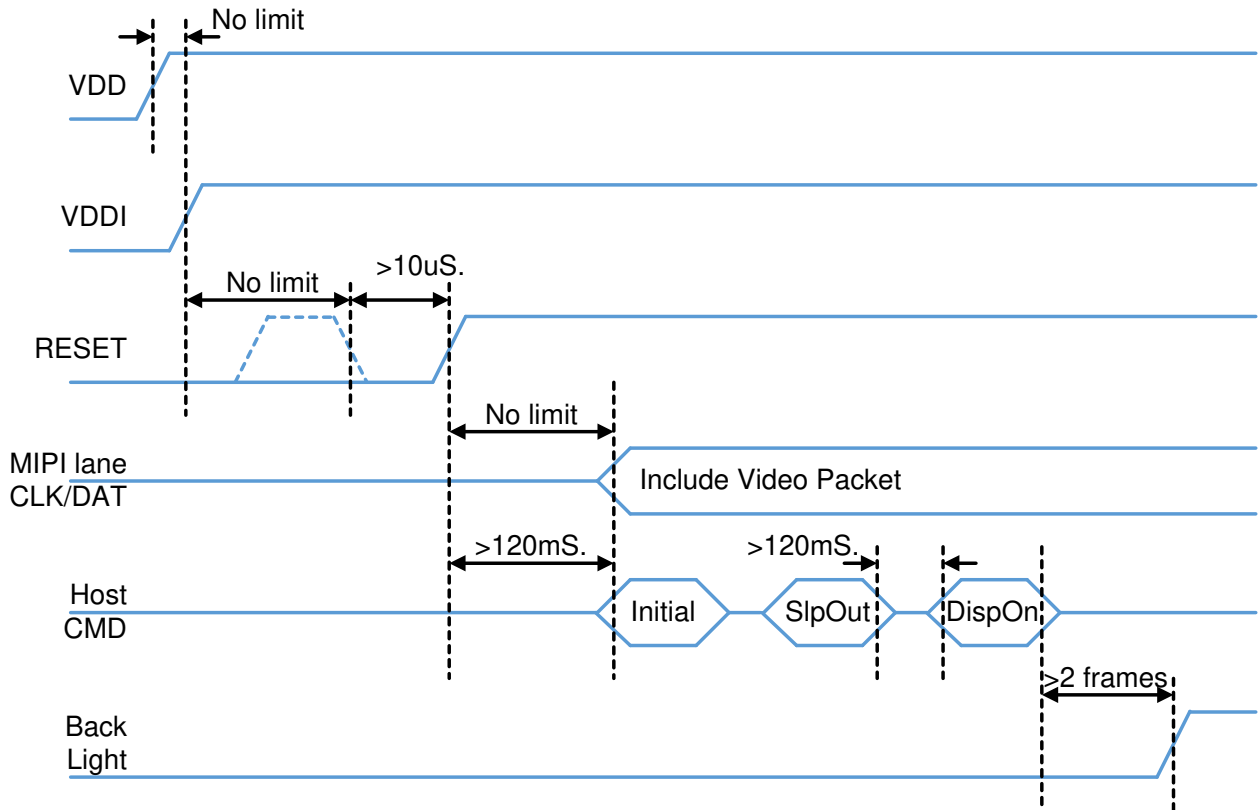 No limit
VDD
VDDI
No limit
>10uS.
RESET
No limit
MIPI lane
CLK/DAT
Include Video Packet
>120mS.
>120mS.
Host
CMD
Initial
SlpOut
DispOn
>2 frames
Back
Light